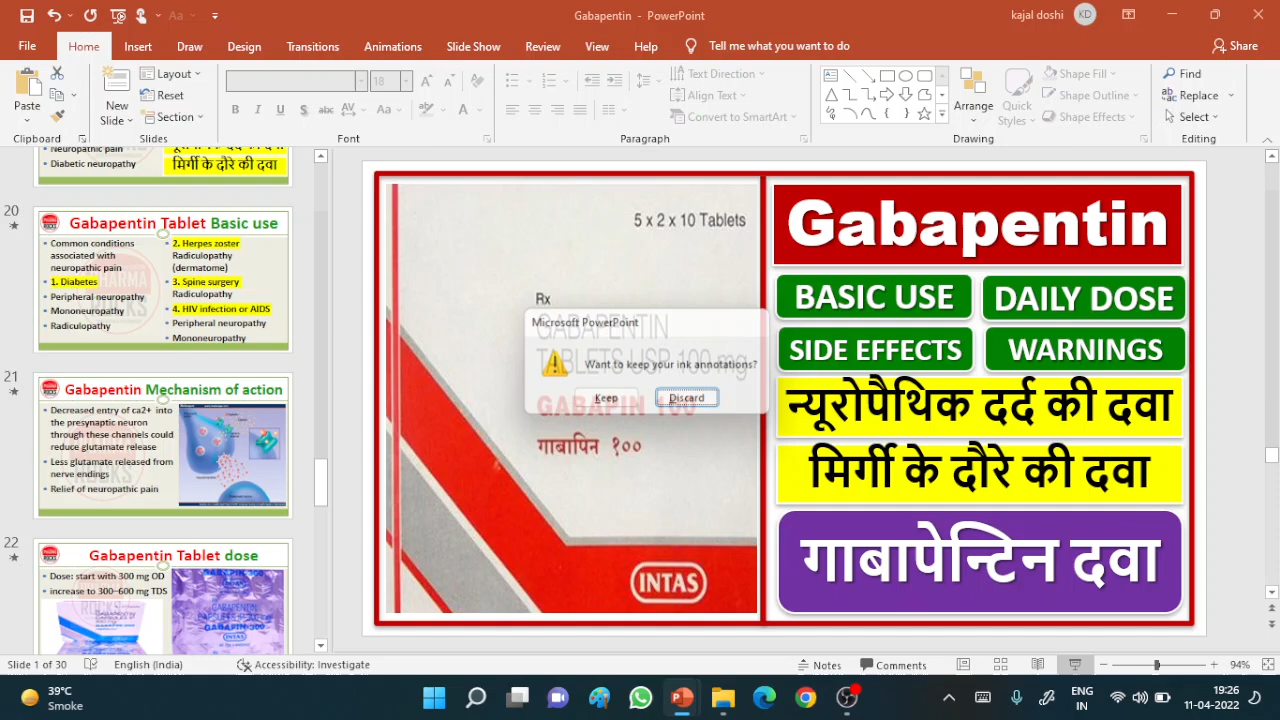 Gabapentin - PowerPoint
kajal doshi
KD
File
Home
Insert
Draw
Design
Transitions
Animations
Slide Show
Review
View
Help
Tell me what you want to do
Share
Paste
Clipboard
New
Slide
Layout
Reset
Section
Slides
18
Font
Text Direction
Align Text
Convert to SmartArt
Paragraph
Arrange
Quick
Styles
Shape Fill
Shape Outline
Shape Effects
Drawing
Find
Replace
Select
Editing
• Neuropathic pain
• Diabetic neuropathy
मिर्गी के दौरे की दवा
20
Gabapentin Tablet Basic use
• Common conditions
associated with
neuropathic pain
• 1. Diabetes
• Peripheral neuropathy
• Mononeuropathy
• Radiculopathy
• 2. Herpes zoster
Radiculopathy
(dermatome)
• 3. Spine surgery
Radiculopathy
• 4. HIV infection or AIDS
• Peripheral neuropathy
• Mononeuropathy
21
Gabapentin Mechanism of action
• Decreased entry of ca2+ into
the presynaptic neuron
through these channels could
reduce glutamate release
• Less glutamate released from
nerve endings
• Relief of neuropathic pain
22
Gabapentin Tablet dose
• Dose: start with 300 mg OD
• increase to 300–600 mg TDS
5 x 2 x 10 Tablets
Rx
GABAPENTIN
TABLETS USP 100 mg
GABAPIN 100
गाबापिन १००
INTAS
Microsoft PowerPoint
Want to keep your ink annotations?
Keep
Discard
Gabapentin
BASIC USE
DAILY DOSE
SIDE EFFECTS
WARNINGS
न्यूरोपैथिक दर्द की दवा
मिर्गी के दौरे की दवा
गाबापेन्टिन दवा
Slide 1 of 30
English (India)
Accessibility: Investigate
Notes
Comments
94%
39°C
Smoke
ENG
IN
19:26
11-04-2022